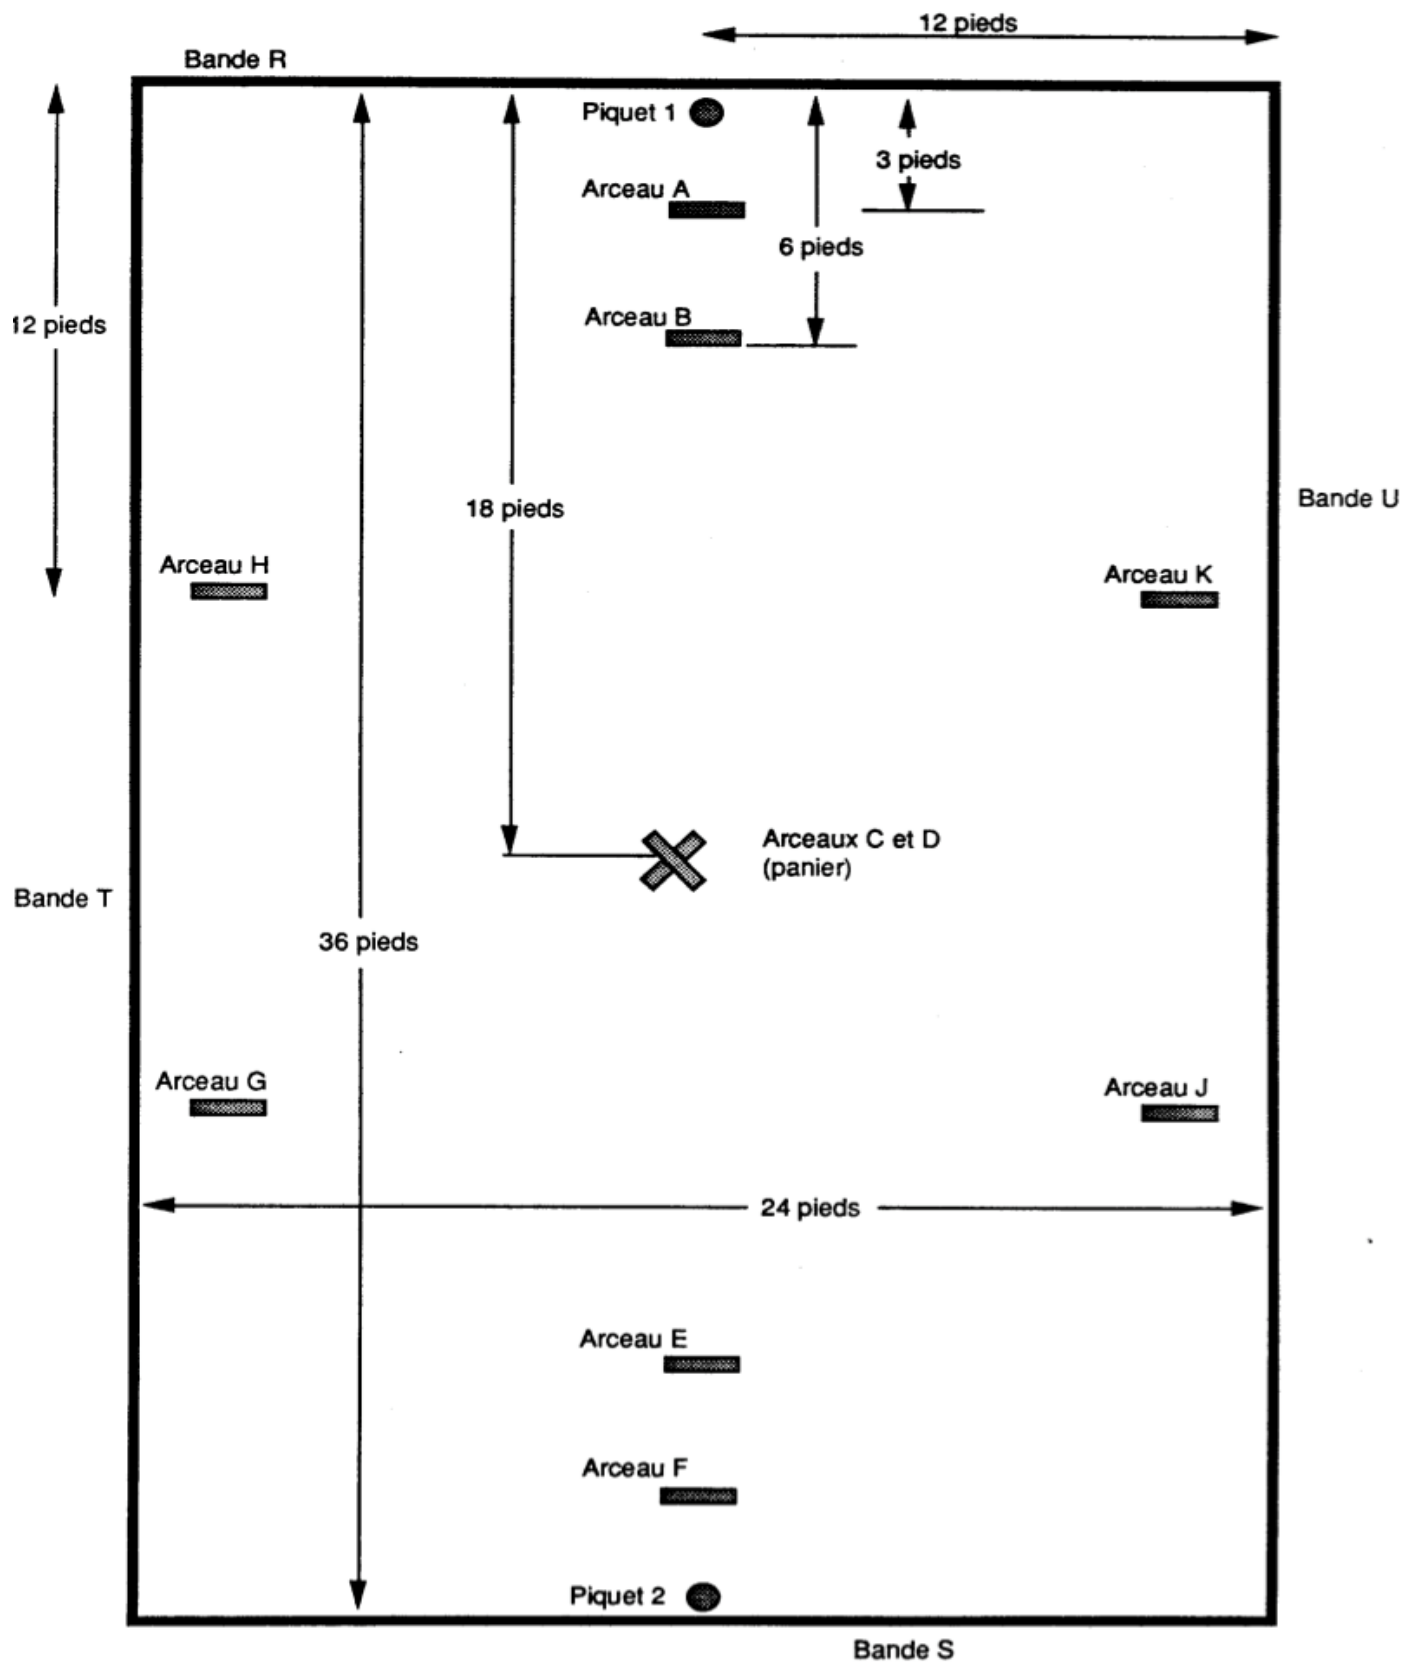 12 pieds
Bande R
Piquet 1
3 pieds
Arceau A
6 pieds
Arceau B
12 pieds
Bande U
18 pieds
Arceau H
Arceau K
Arceaux C et D
(panier)
Bande T
36 pieds
Arceau G
Arceau J
24 pieds
Arceau E
Arceau F
Piquet 2
Bande S